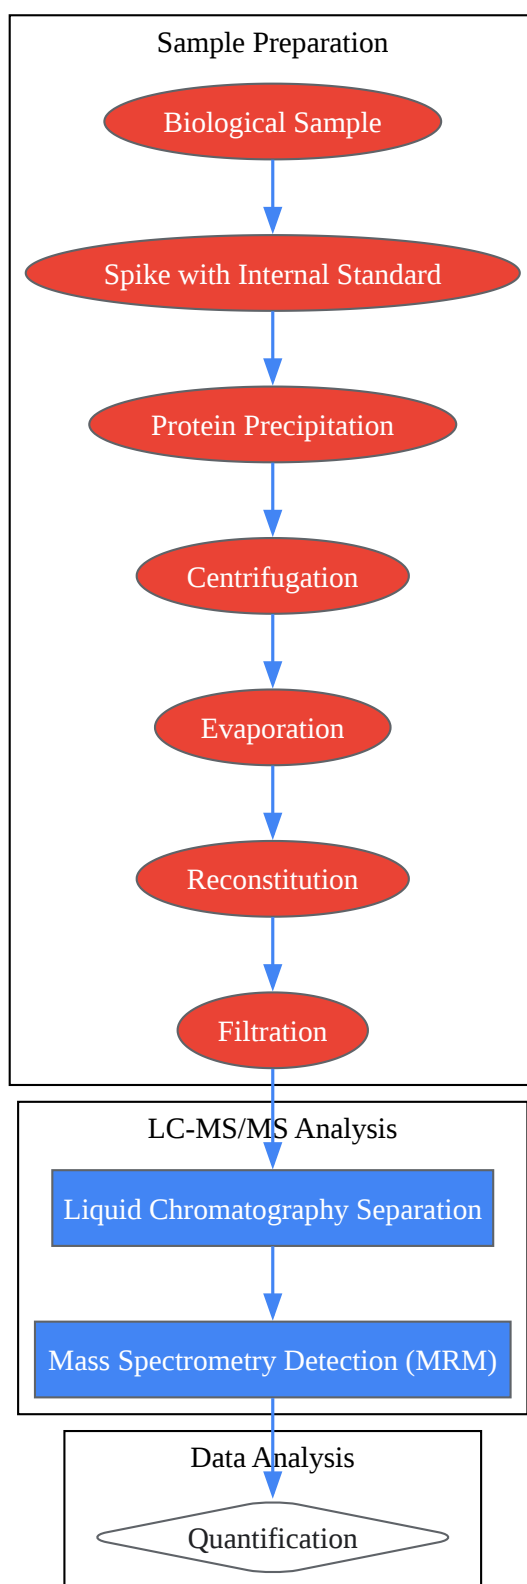 Sample Preparation
Biological Sample
Spike with Internal Standard
Protein Precipitation
Centrifugation
Evaporation
Reconstitution
Filtration
LC-MS/MS Analysis
Liquid Chromatography Separation
Mass Spectrometry Detection (MRM)
Data Analysis
Quantification